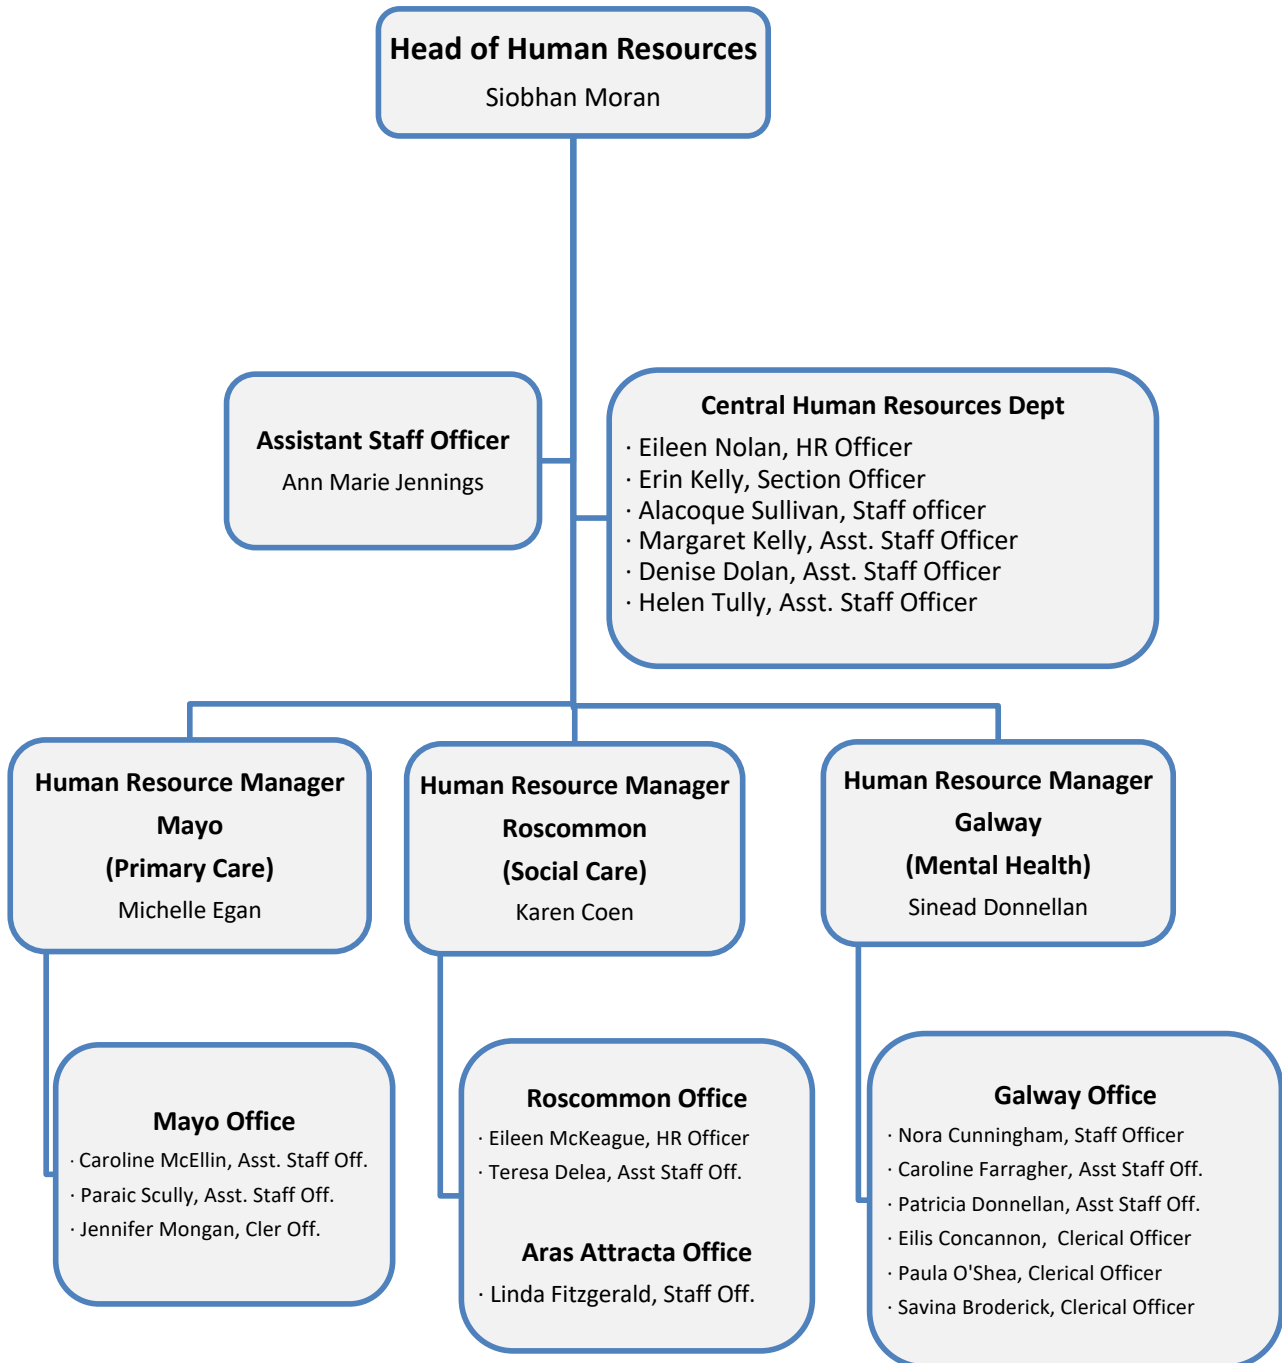 Head of Human Resources
Siobhan Moran
Assistant Staff Officer
Ann Marie Jennings
Central Human Resources Dept
· Eileen Nolan, HR Officer
· Erin Kelly, Section Officer
· Alacoque Sullivan, Staff officer
· Margaret Kelly, Asst. Staff Officer
· Denise Dolan, Asst. Staff Officer
· Helen Tully, Asst. Staff Officer
Human Resource Manager
Mayo
(Primary Care)
Michelle Egan
Human Resource Manager
Roscommon
(Social Care)
Karen Coen
Human Resource Manager
Galway
(Mental Health)
Sinead Donnellan
Mayo Office
· Caroline McEllin, Asst. Staff Off.
· Paraic Scully, Asst. Staff Off.
· Jennifer Mongan, Cler Off.
Roscommon Office
· Eileen McKeague, HR Officer
· Teresa Delea, Asst Staff Off.
Aras Attracta Office
· Linda Fitzgerald, Staff Off.
Galway Office
· Nora Cunningham, Staff Officer
· Caroline Farragher, Asst Staff Off.
· Patricia Donnellan, Asst Staff Off.
· Eilis Concannon,  Clerical Officer
· Paula O'Shea, Clerical Officer
· Savina Broderick, Clerical Officer